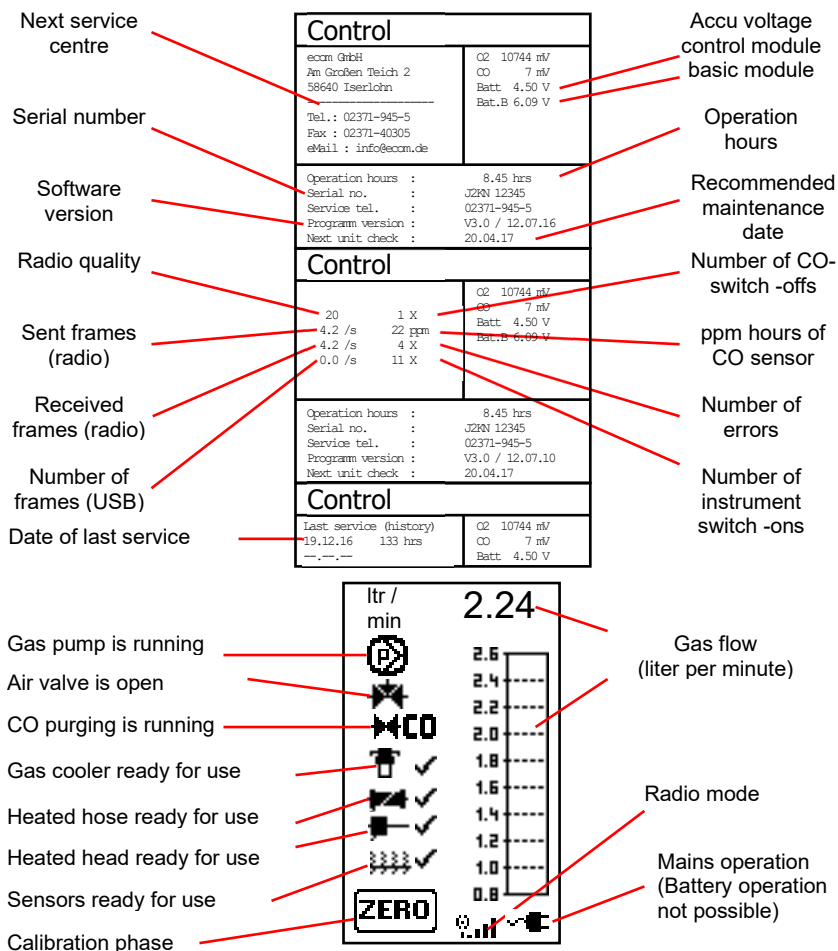 Next service
centre
Serial number
Software
version
Radio quality
Sent frames
(radio)
Received
frames (radio)
Number of
frames (USB)
Date of last service
Control
ecom GmbH
Am Großen Teich 2
58640 Iserlohn
--------------------
Tel.: 02371-945-5
Fax : 02371-40305
eMail : info@ecom.de
O2 10744 mV
CO 7 mV
Batt 4.50 V
Bat.B 6.09 V
Operation hours : 8.45 hrs
Serial no. : J2KN 12345
Service tel. : 02371-945-5
Programm version : V3.0 / 12.07.16
Next unit check : 20.04.17
Control
20 1 X
4.2 /s 22 ppm
4.2 /s 4 X
0.0 /s 11 X
O2 10744 mV
CO 7 mV
Batt 4.50 V
Bat.B 6.09 V
Operation hours : 8.45 hrs
Serial no. : J2KN 12345
Service tel. : 02371-945-5
Programm version : V3.0 / 12.07.10
Next unit check : 20.04.17
Control
Last service (history)
19.12.16 133 hrs
--.--.--
O2 10744 mV
CO 7 mV
Batt 4.50 V
Accu voltage
control module
basic module
Operation
hours
Recommended
maintenance
date
Number of CO-
switch -offs
ppm hours of
CO sensor
Number of
errors
Number of
instrument
switch -ons
Gas pump is running
Air valve is open
CO purging is running
Gas cooler ready for use
Heated hose ready for use
Heated head ready for use
Sensors ready for use
Calibration phase
ltr /
min
2.24
P
CO
ZERO
2.6
2.4
2.2
2.0
1.8
1.6
1.4
1.2
1.0
0.8
Gas flow
(liter per minute)
Radio mode
Mains operation
(Battery operation
not possible)